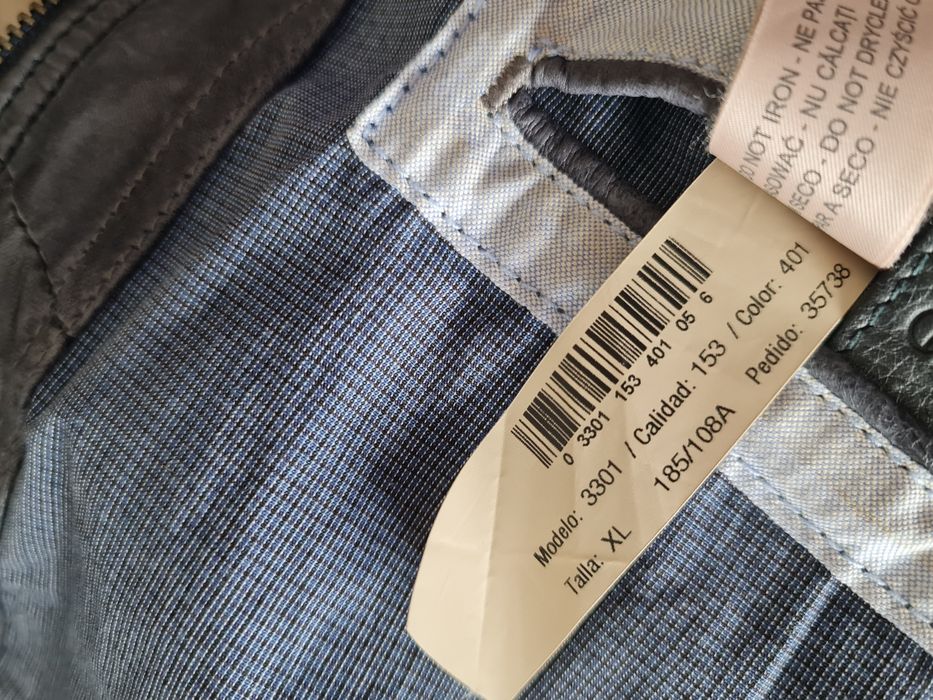 DO NOT IRON - NE PA
SOWAĆ - NU CALCATI
SECO - DO NOT DRYCLE
R A SECO - NIE CZYŚCIĆ
0 3301 153 401 05 6
Modelo: 3301 / Calidad: 153 / Color: 401
Talla: XL 185/108A Pedido: 35738